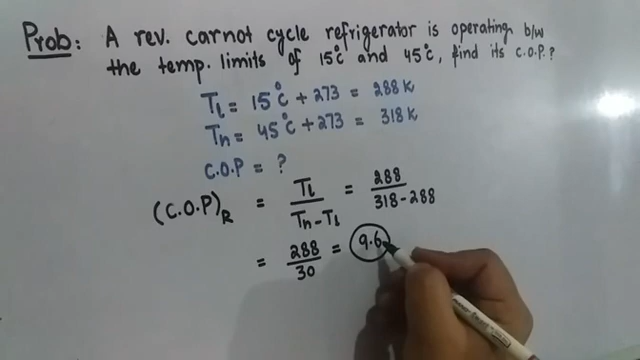 Prob: A rev. carnot cycle refrigerator is operating b/w
the temp. limits of 15°c and 45°c, find its c.o.p.?
Tl = 15°c + 273 = 288 k
Th = 45°c + 273 = 318 k
C.O.P = ?
(C.O.P)R = Tl / Th - Tl = 288 / 318 - 288
= 288 / 30 = 9.6